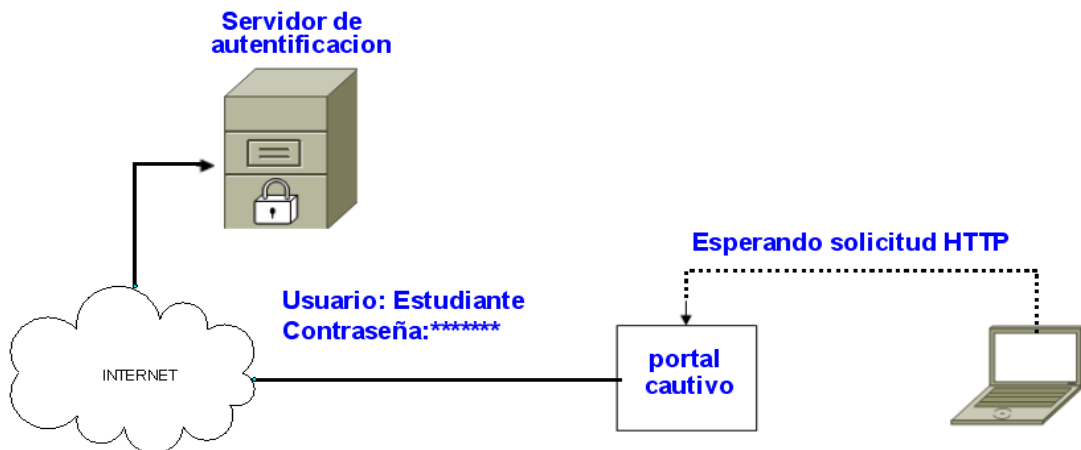 Servidor de
autentificacion
Esperando solicitud HTTP
Usuario: Estudiante
Contraseña:*******
portal
cautivo
INTERNET